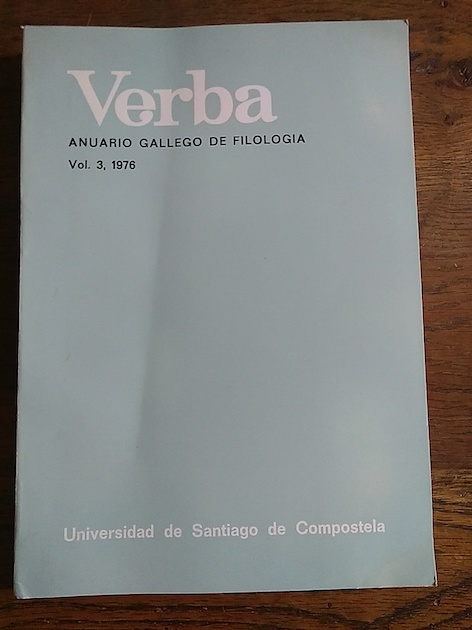 Verba
ANUARIO GALLEGO DE FILOLOGIA
Vol. 3, 1976
Universidad de Santiago de Compostela